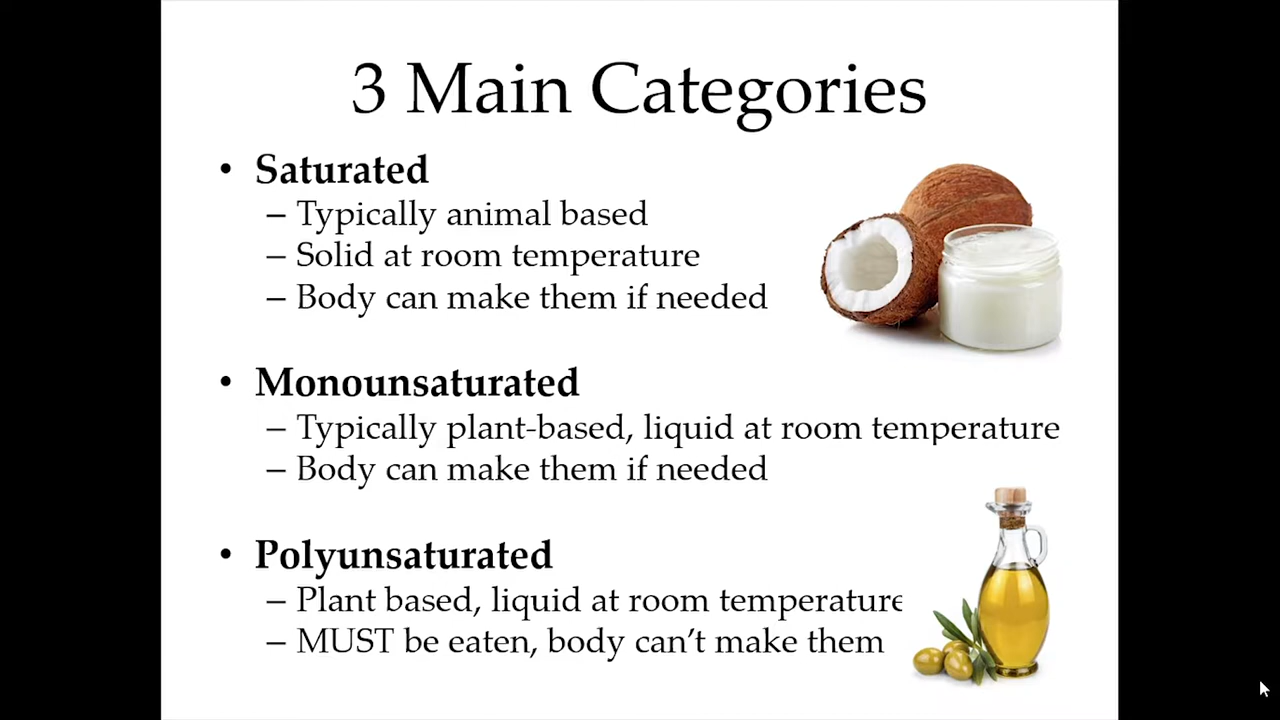 3 Main Categories
• Saturated
– Typically animal based
– Solid at room temperature
– Body can make them if needed
• Monounsaturated
– Typically plant-based, liquid at room temperature
– Body can make them if needed
• Polyunsaturated
– Plant based, liquid at room temperature
– MUST be eaten, body can’t make them